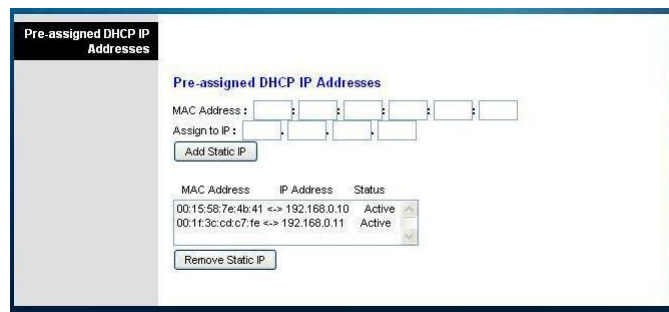 Pre-assigned DHCP IP
Addresses
Pre-assigned DHCP IP Addresses
MAC Address : : : : : :
Assign to IP : . . .
Add Static IP
MAC Address IP Address Status
00:15:58:7e:4b:41 <-> 192.168.0.10 Active
00:1f:3c:cd:c7:fe <-> 192.168.0.11 Active
Remove Static IP